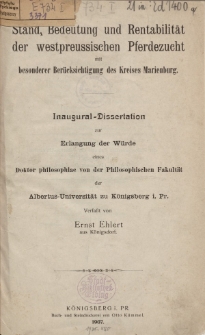 Stand, Bedeutung und Rentabilität
der westpreussischen Pferdezucht
mit
besonderer Berücksichtigung des Kreises Marienburg.
Inaugural-Dissertation
zur
Erlangung der Würde
eines
Doktor philosophiae von der Philosophischen Fakultät
der
Albertus-Universität zu Königsberg i. Pr.
Verfaßt von
Ernst Ehlert
aus Königsdorf.
KÖNIGSBERG I. PR.
1907.